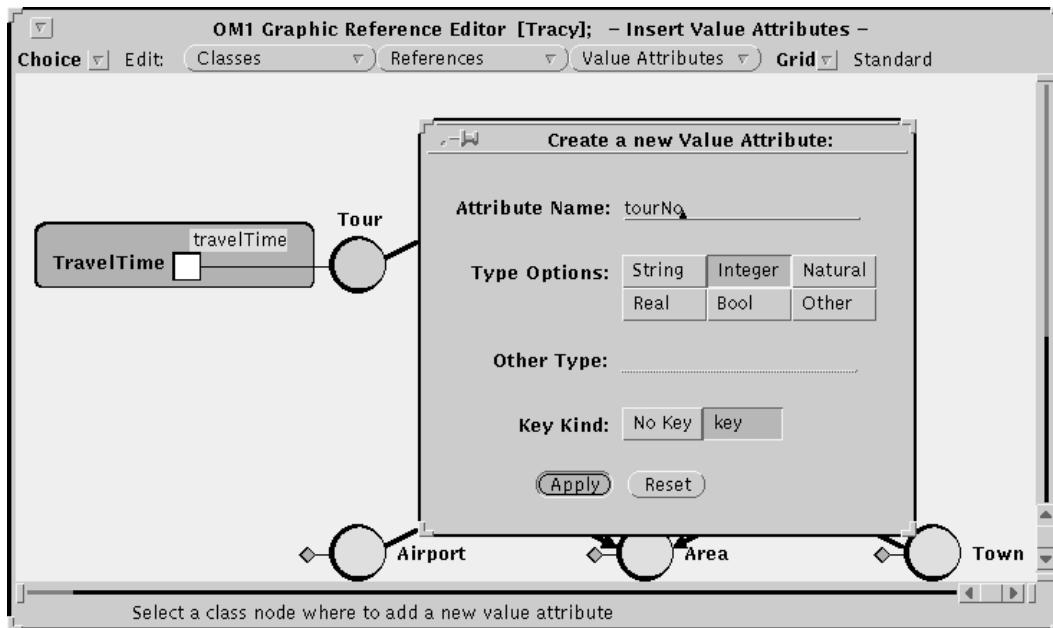 OM1 Graphic Reference Editor [Tracy]; – Insert Value Attributes –
Choice Edit: Classes References Value Attributes Grid Standard
Create a new Value Attribute:
Attribute Name: tourNo
Tour
travelTime
TravelTime
Type Options: String Integer Natural
Real Bool Other
Other Type:
Key Kind: No Key key
Apply Reset
Airport Area Town
Select a class node where to add a new value attribute